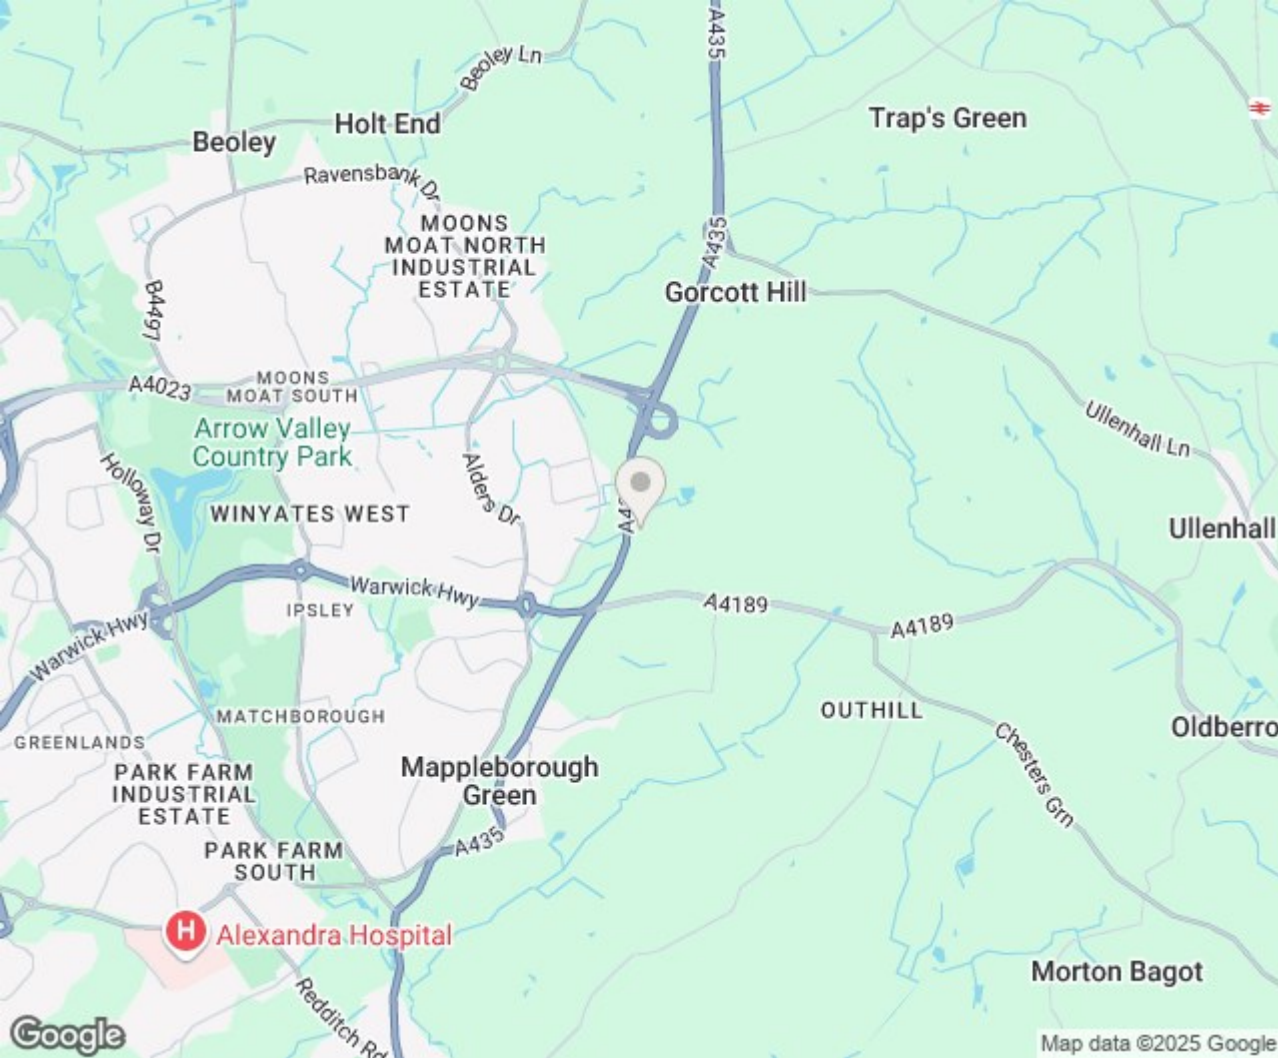 A435
Beoley Ln
Trap's Green
Holt End
Beoley
Ravensbank Dr
MOONS
MOAT NORTH
INDUSTRIAL
ESTATE
A435
Gorcott Hill
B4497
MOONS
MOAT SOUTH
A4023
Arrow Valley
Country Park
Ullenhall Ln
Holloway Dr
Alders Dr
WINYATES WEST
Ullenhall
Warwick Hwy
IPSLEY
A4189
A4189
Warwick Hwy
MATCHBOROUGH
OUTHILL
GREENLANDS
Oldberro
Chesters Grn
PARK FARM
INDUSTRIAL
ESTATE
Mappleborough
Green
A435
PARK FARM
SOUTH
H
Alexandra Hospital
Morton Bagot
Redditch Rd
Google
Map data ©2025 Google